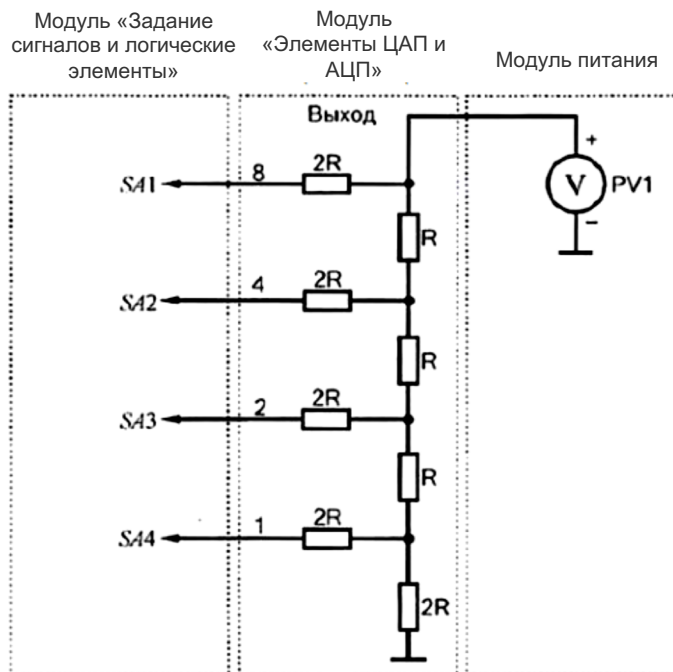 Модуль «Задание
сигналов и логические
элементы»
Модуль
«Элементы ЦАП и
АЦП»
Модуль питания
Выход
SA1
8
2R
+
V
PV1
−
R
SA2
4
2R
R
SA3
2
2R
R
SA4
1
2R
2R